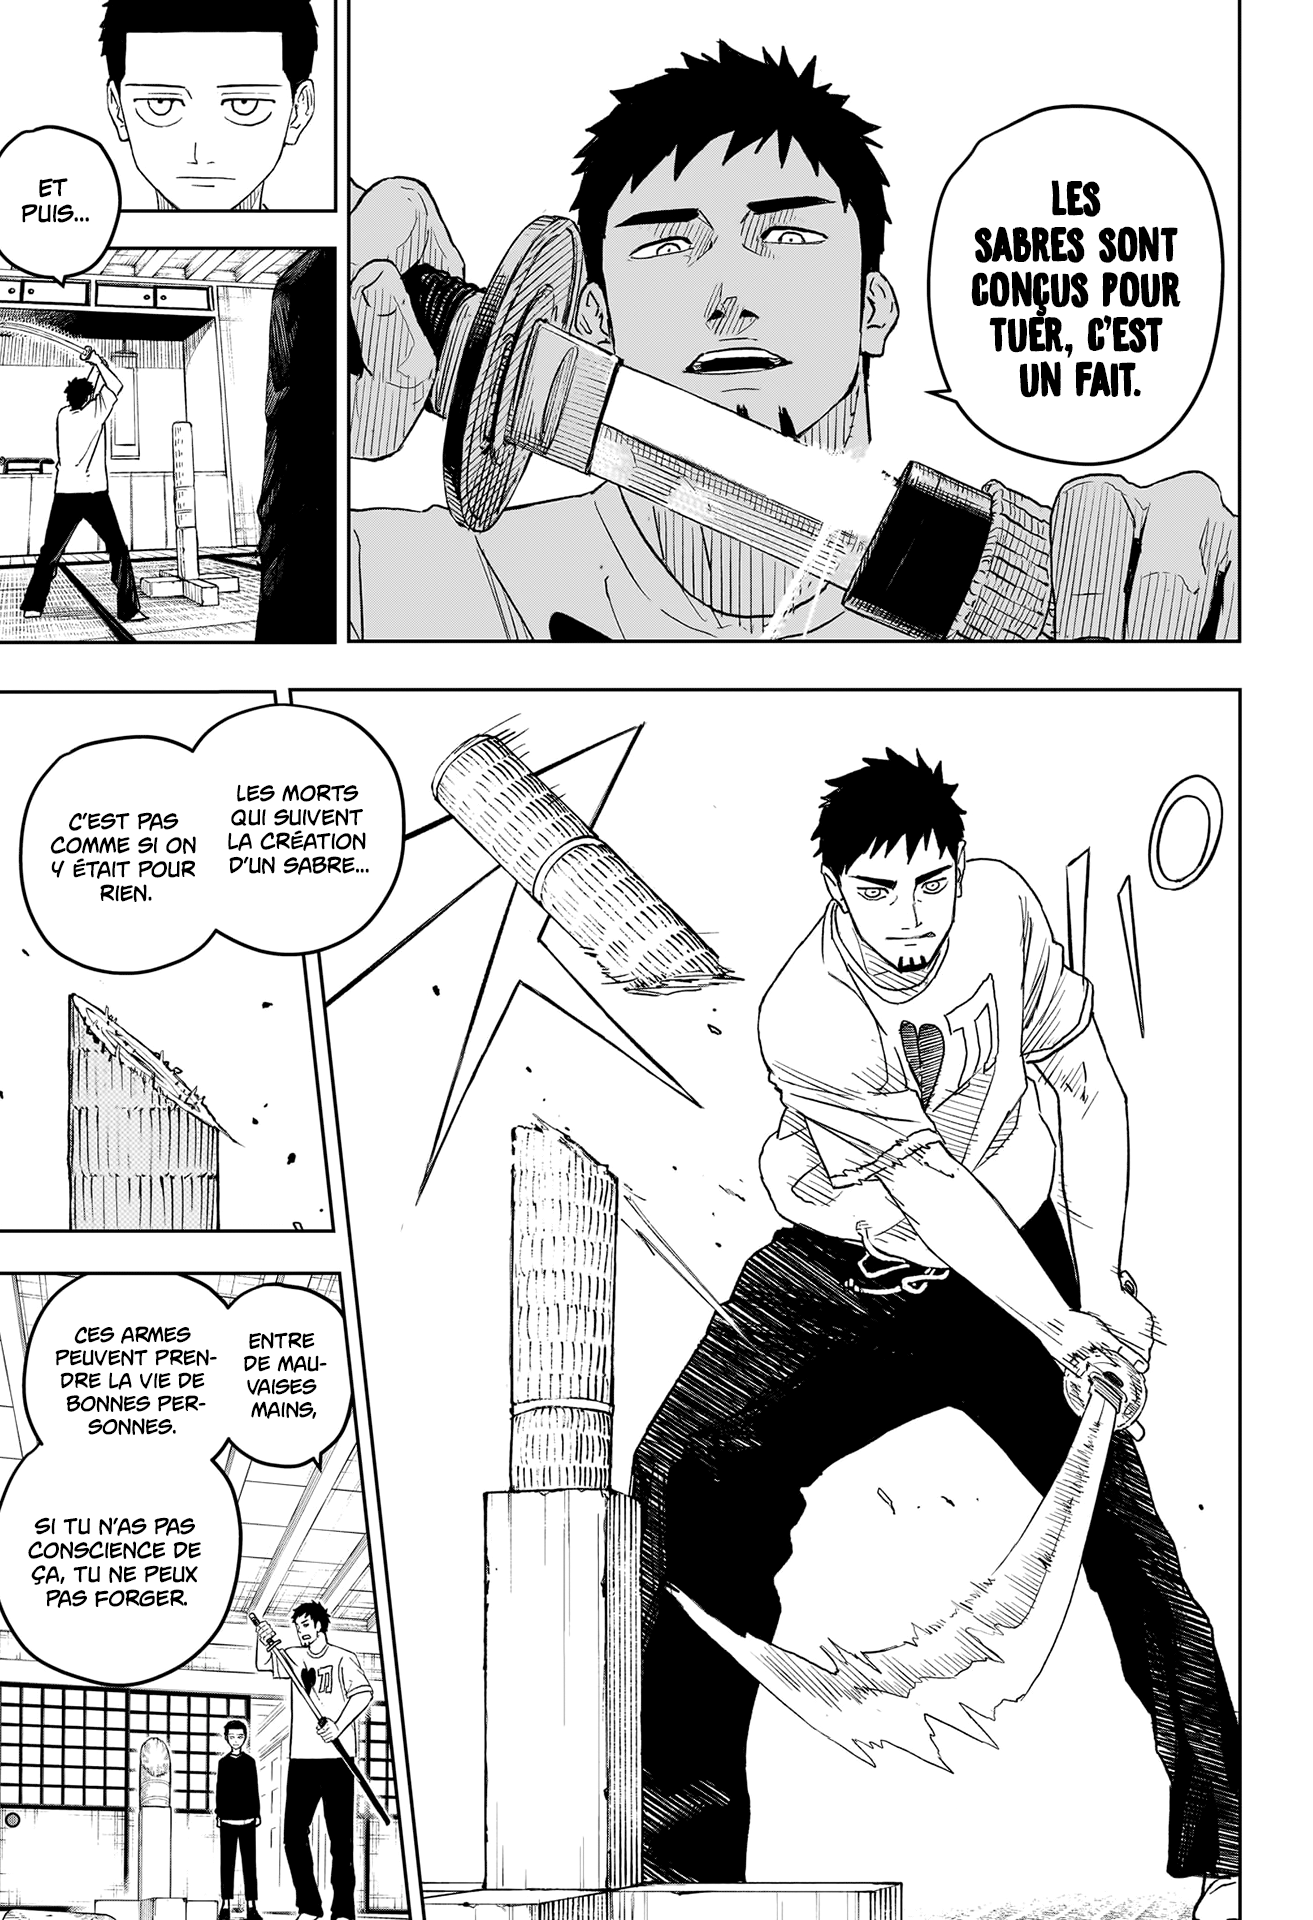 LES
SABRES SONT
CONÇUS POUR
TUER, C'EST
UN FAIT.
ET
PUIS...
LES MORTS
QUI SUIVENT
LA CRÉATION
D'UN SABRE...
C'EST PAS
COMME SI ON
Y ÉTAIT POUR
RIEN.
刀
ENTRE
DE MAU-
VAISES
MAINS,
CES ARMES
PEUVENT PREN-
DRE LA VIE DE
BONNES PER-
SONNES.
SI TU N'AS PAS
CONSCIENCE DE
ÇA, TU NE PEUX
PAS FORGER.
刀